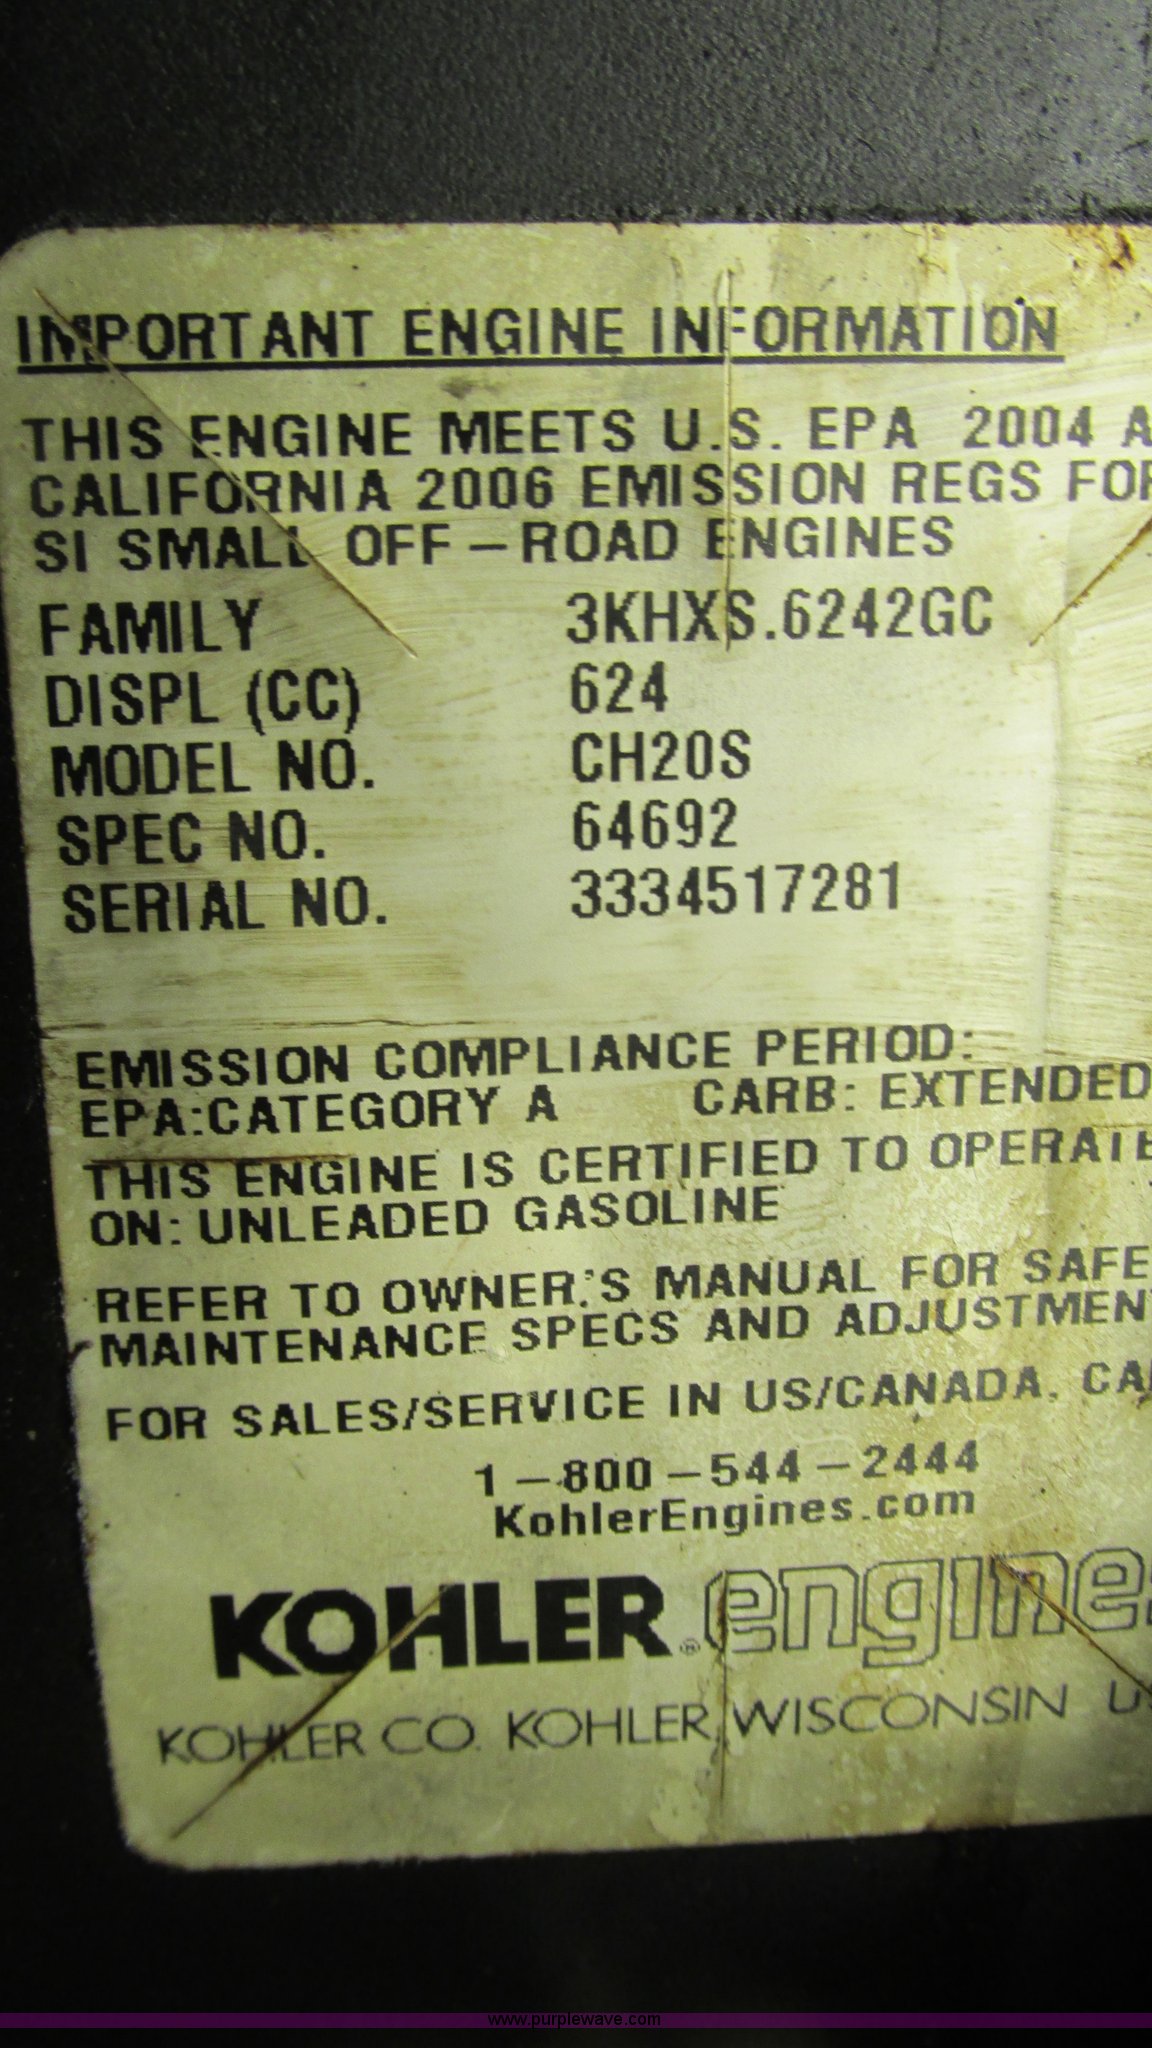 IMPORTANT ENGINE INFORMATION
THIS ENGINE MEETS U.S. EPA 2004 A
CALIFORNIA 2006 EMISSION REGS FOR
SI SMALL OFF-ROAD ENGINES
FAMILY 3KHXS.6242GC
DISPL (CC) 624
MODEL NO. CH20S
SPEC NO. 64692
SERIAL NO. 3334517281
EMISSION COMPLIANCE PERIOD:
EPA:CATEGORY A CARB: EXTENDED
THIS ENGINE IS CERTIFIED TO OPERATE
ON: UNLEADED GASOLINE
REFER TO OWNER'S MANUAL FOR SAFE
MAINTENANCE SPECS AND ADJUSTMEN
FOR SALES/SERVICE IN US/CANADA, CA
1-800-544-2444
KohlerEngines.com
KOHLER® engines
KOHLER CO. KOHLER, WISCONSIN U
www.purplewave.com